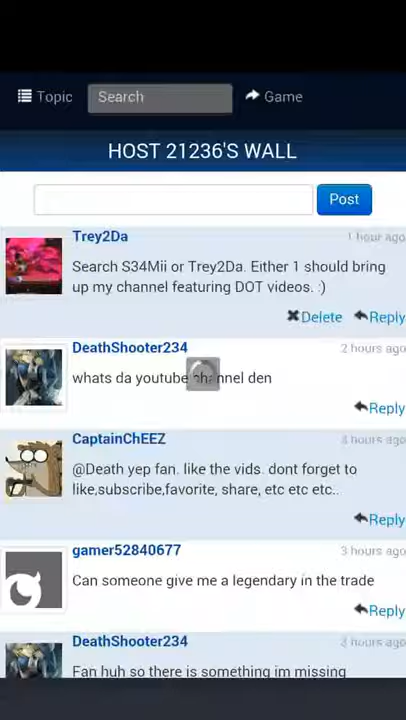 Topic
Search
Game
HOST 21236'S WALL
Post
Trey2Da
1 hour ago
Search S34Mii or Trey2Da. Either 1 should bring
up my channel featuring DOT videos. :)
Delete
Reply
DeathShooter234
2 hours ago
whats da youtube channel den
Reply
CaptainChEEZ
3 hours ago
@Death yep fan. like the vids. dont forget to
like,subscribe,favorite, share, etc etc etc..
Reply
gamer52840677
3 hours ago
Can someone give me a legendary in the trade
Reply
DeathShooter234
3 hours ago
Fan huh so there is something im missing